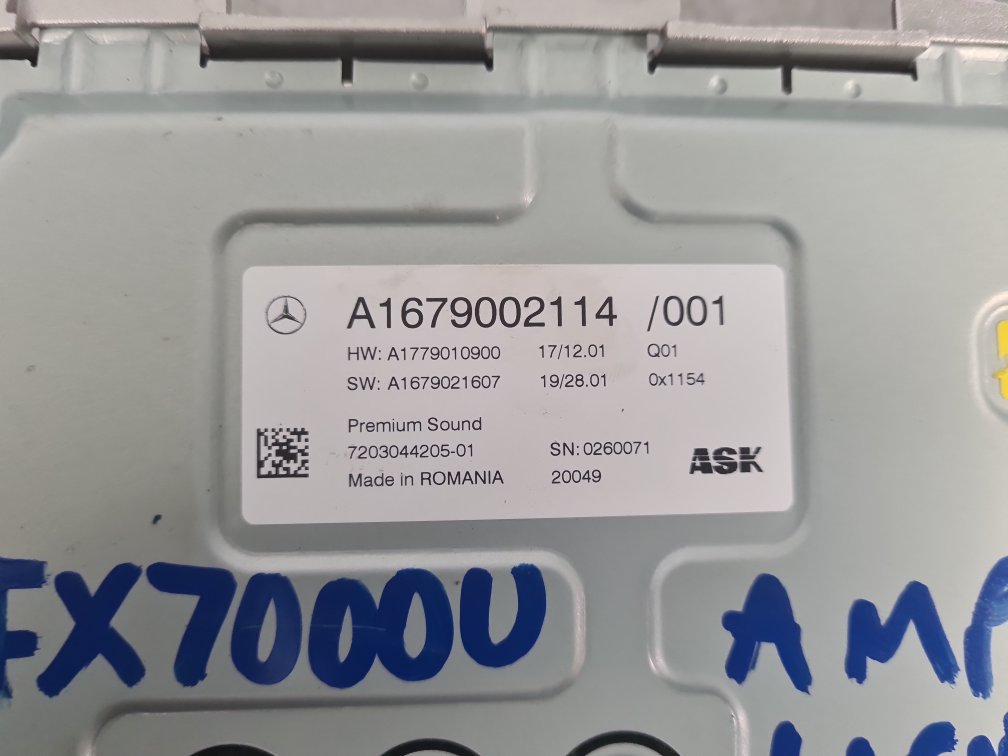 A1679002114 /001
HW: A1779010900 17/12.01 Q01
SW: A1679021607 19/28.01 0x1154
Premium Sound
7203044205-01 SN: 0260071
ASK
Made in ROMANIA 20049
FX7000U AMP